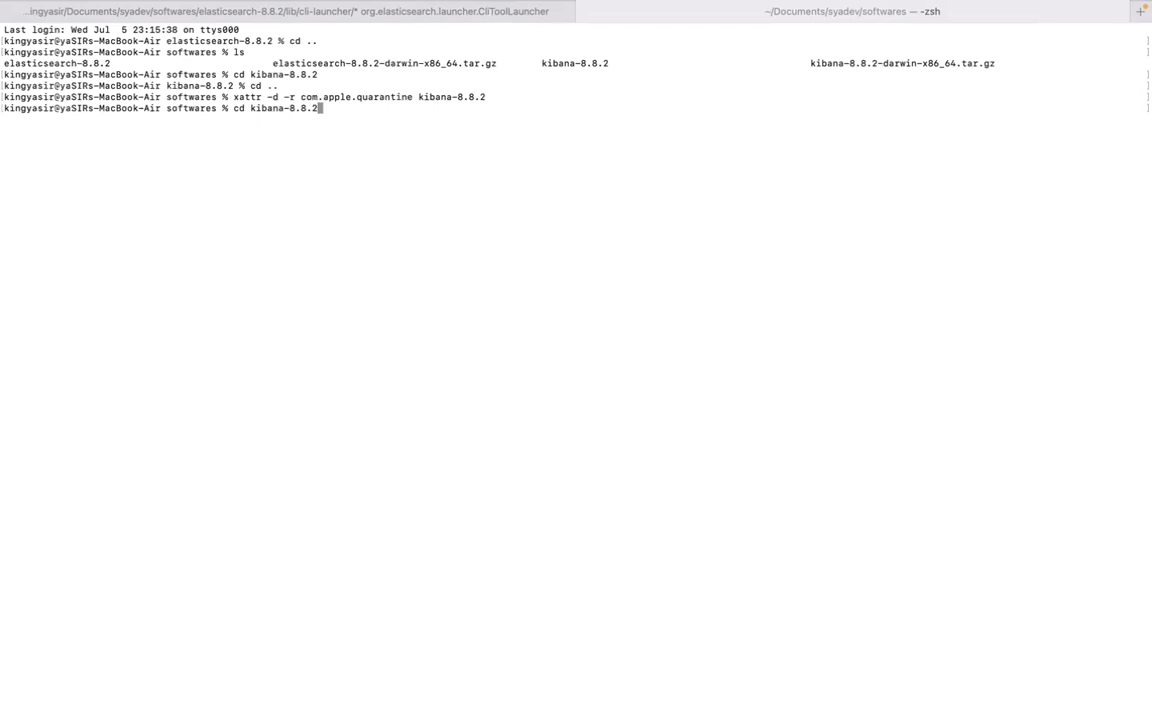 ...ingyasir/Documents/syadev/softwares/elasticsearch-8.8.2/lib/cli-launcher/* org.elasticsearch.launcher.CliToolLauncher
~/Documents/syadev/softwares — -zsh
+
Last login: Wed Jul  5 23:15:38 on ttys000
[kingyasir@yaSIRs-MacBook-Air elasticsearch-8.8.2 % cd .. ]
[kingyasir@yaSIRs-MacBook-Air softwares % ls ]
elasticsearch-8.8.2 elasticsearch-8.8.2-darwin-x86_64.tar.gz kibana-8.8.2 kibana-8.8.2-darwin-x86_64.tar.gz
[kingyasir@yaSIRs-MacBook-Air softwares % cd kibana-8.8.2 ]
[kingyasir@yaSIRs-MacBook-Air kibana-8.8.2 % cd .. ]
[kingyasir@yaSIRs-MacBook-Air softwares % xattr -d -r com.apple.quarantine kibana-8.8.2 ]
[kingyasir@yaSIRs-MacBook-Air softwares % cd kibana-8.8.2 ]